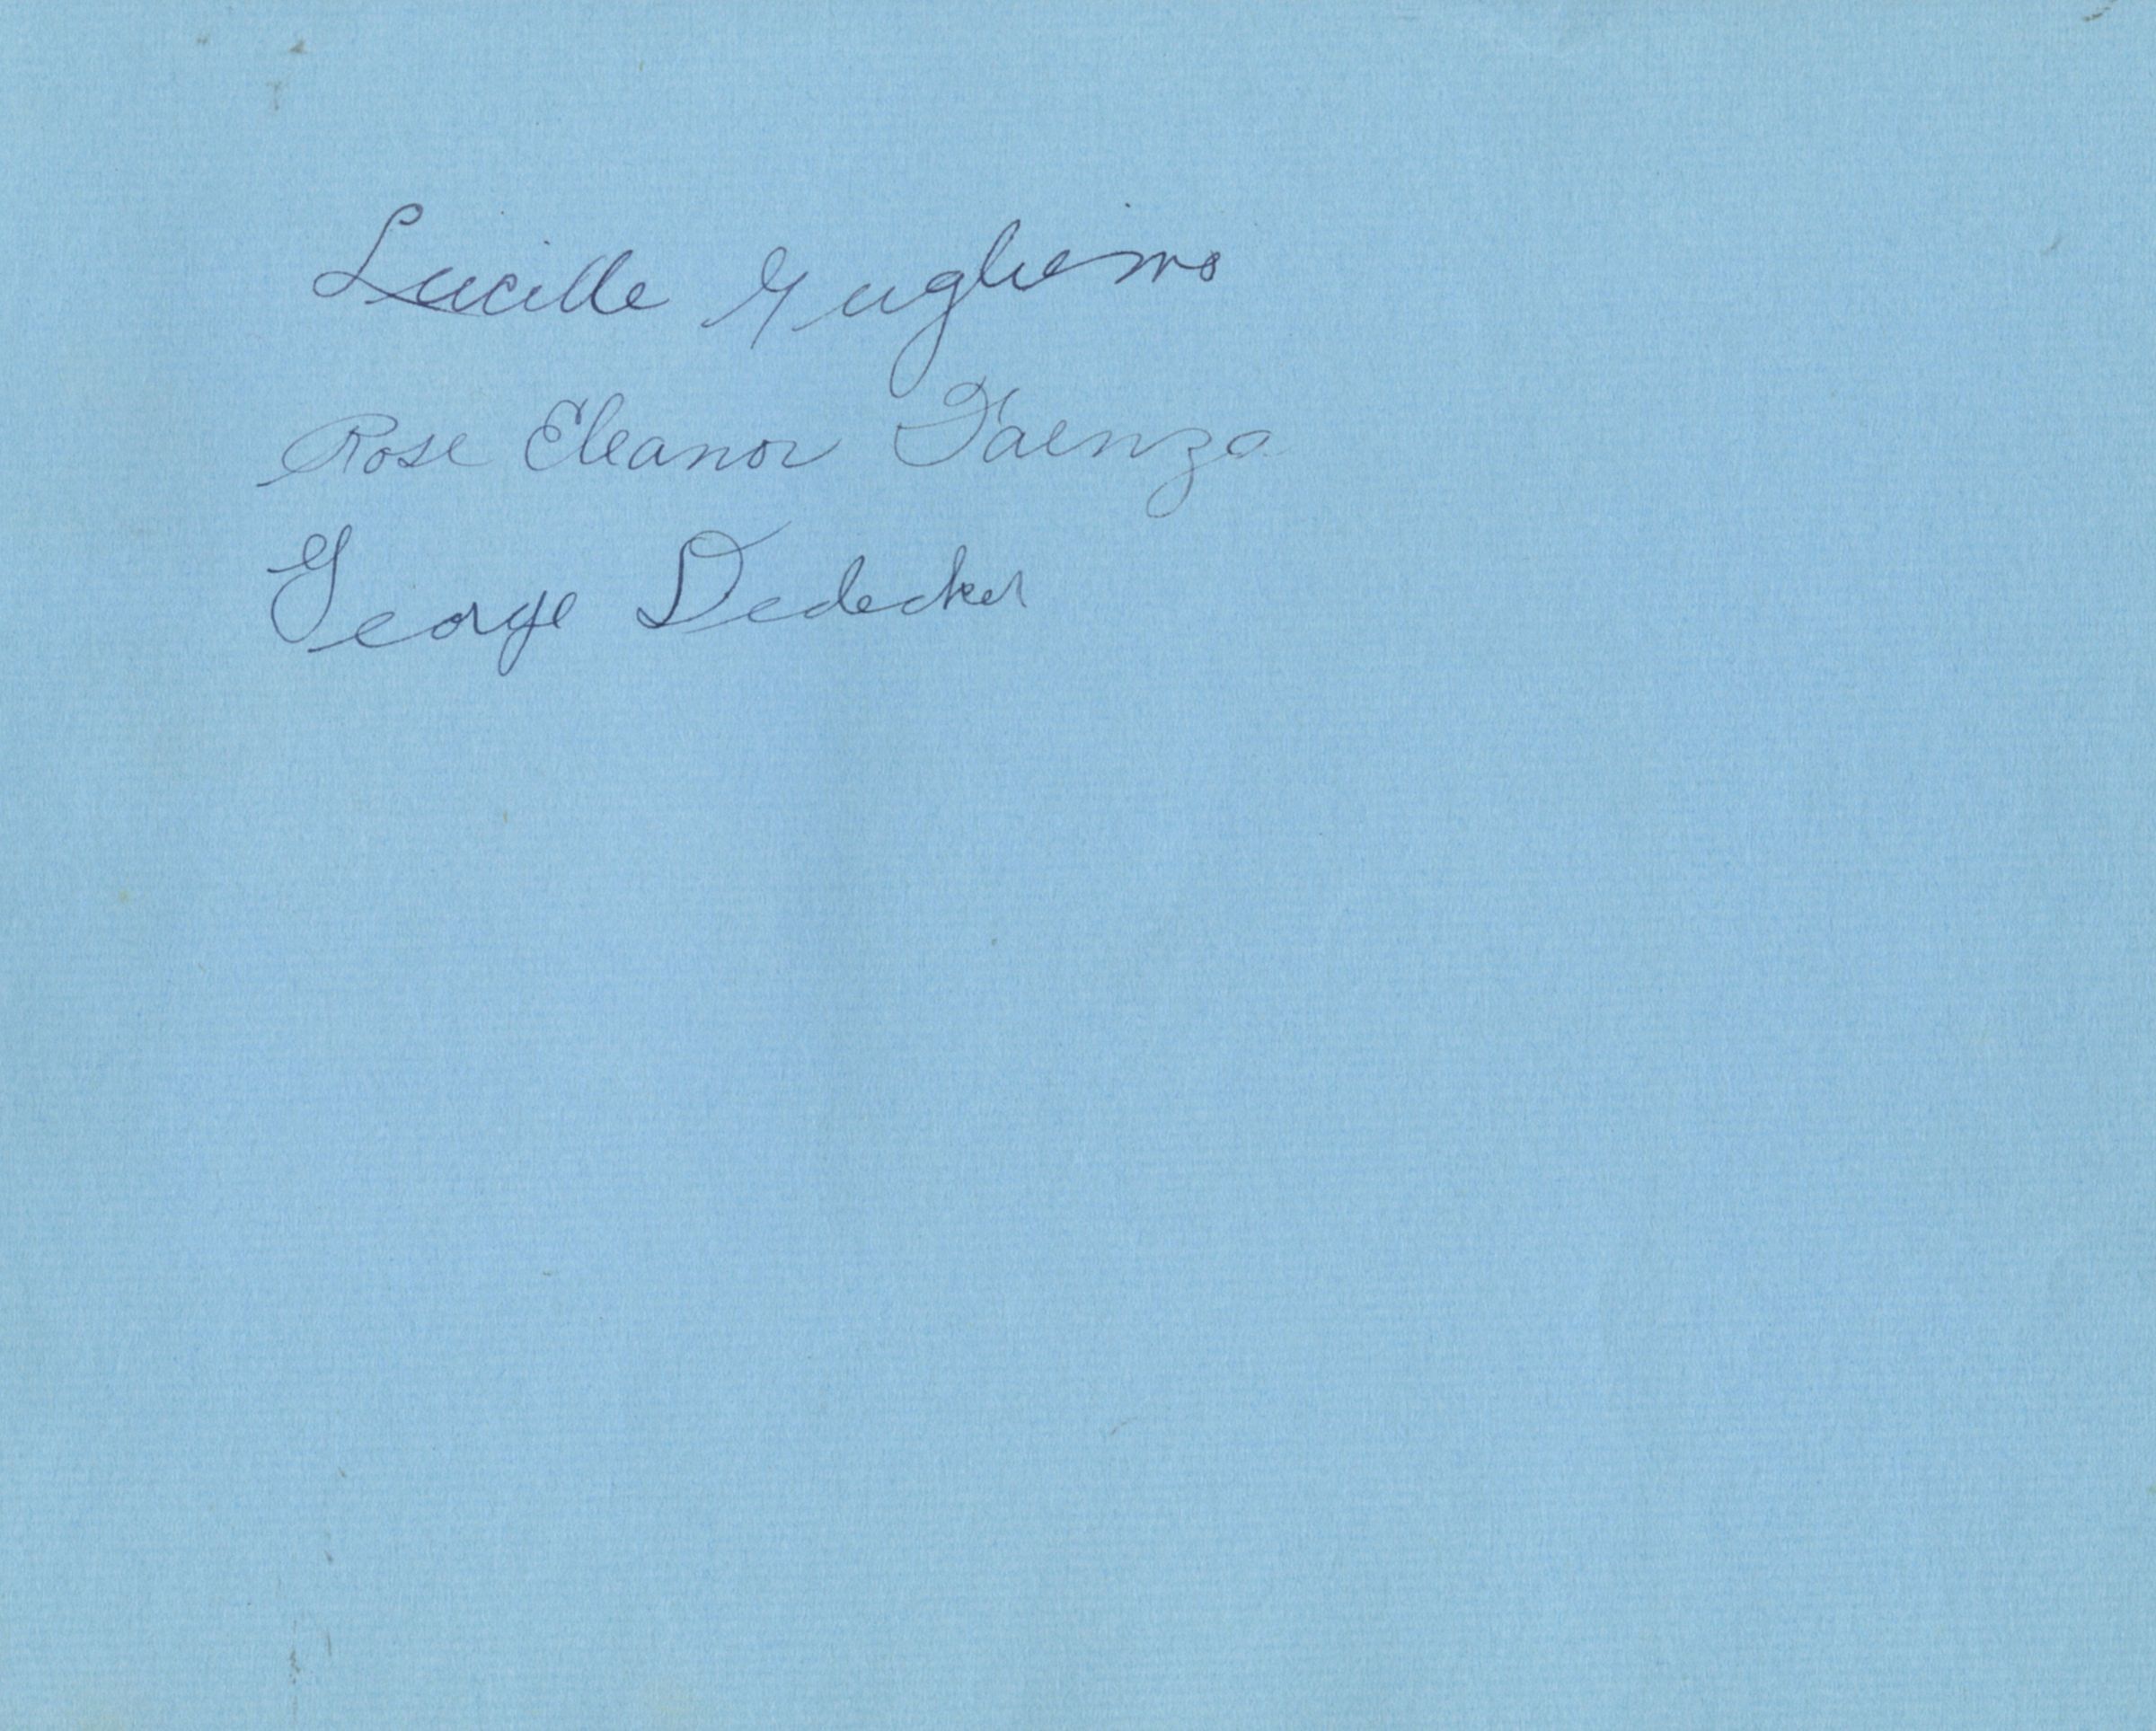 Lucille Guglielmo
Rose Eleanor Faenza
George Dedecker